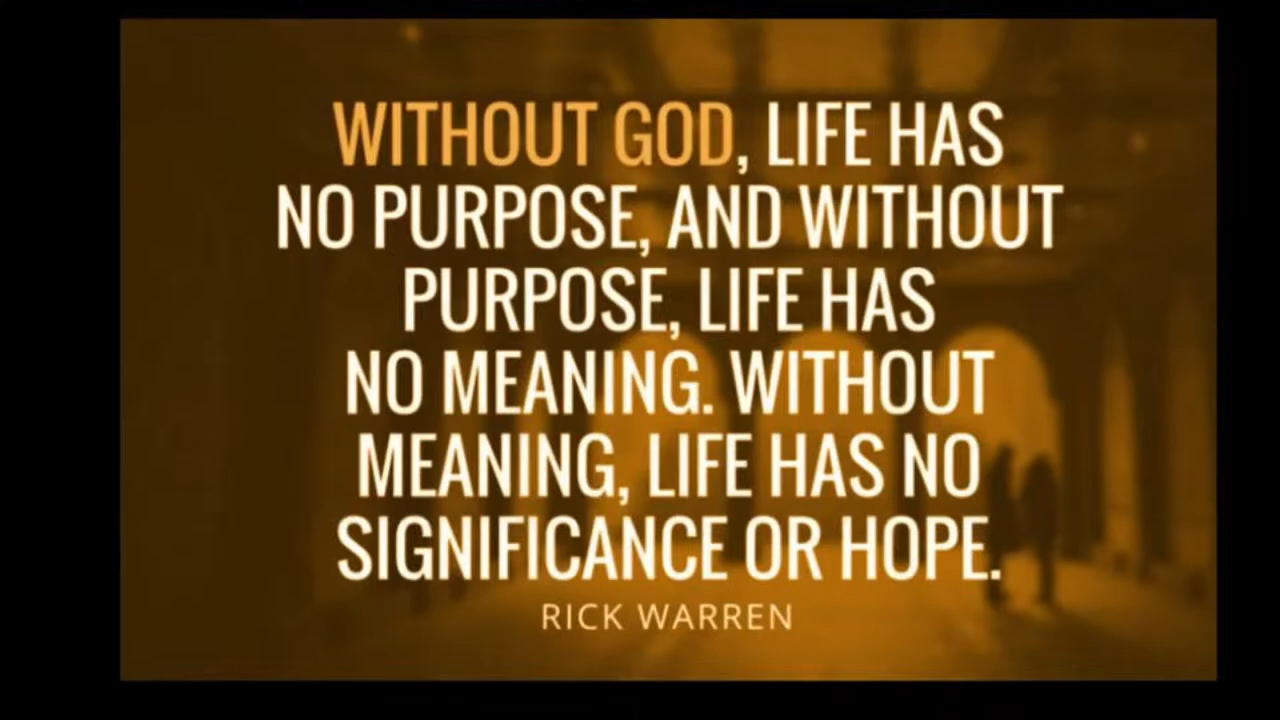 WITHOUT GOD, LIFE HAS
NO PURPOSE, AND WITHOUT
PURPOSE, LIFE HAS
NO MEANING. WITHOUT
MEANING, LIFE HAS NO
SIGNIFICANCE OR HOPE.
RICK WARREN